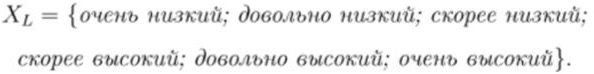 X_L = {очень низкий; довольно низкий; скорее низкий;
скорее высокий; довольно высокий; очень высокий}.